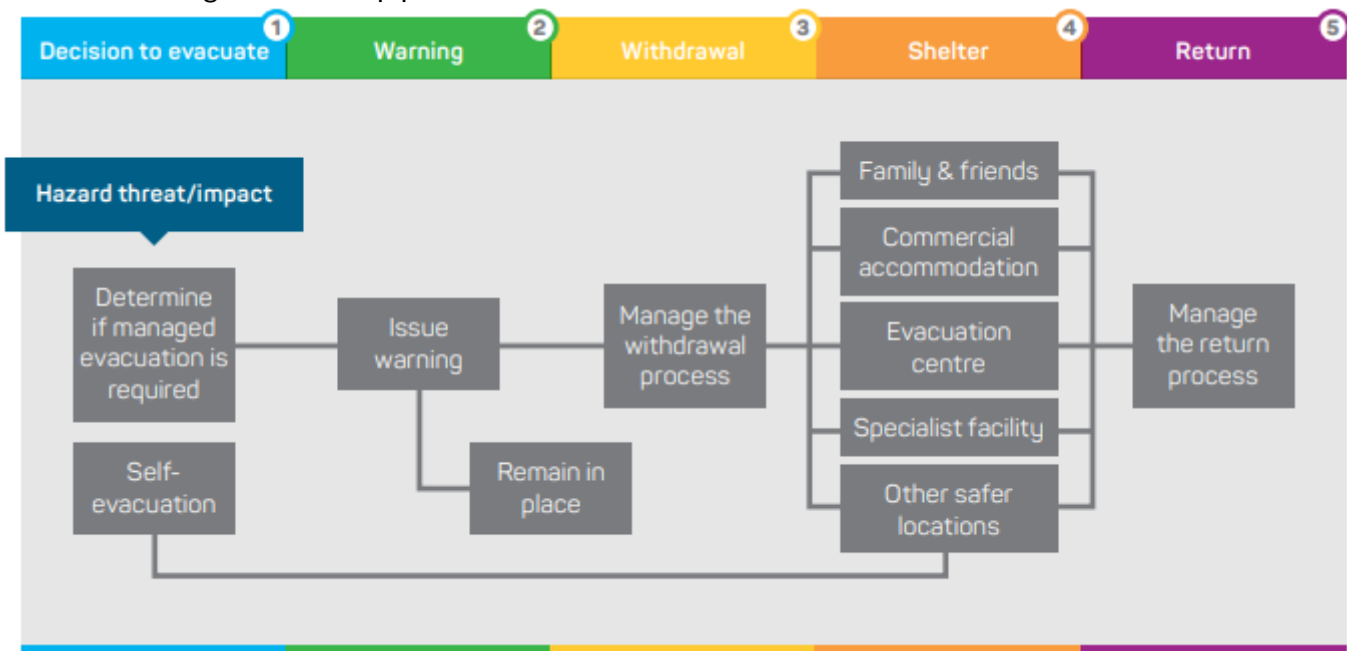 Decision to evacuate
1
Warning
2
Withdrawal
3
Shelter
4
Return
5
Hazard threat/impact
Determine
if managed
evacuation is
required
Self-
evacuation
Issue
warning
Remain in
place
Manage the
withdrawal
process
Family & friends
Commercial
accommodation
Evacuation
centre
Specialist facility
Other safer
locations
Manage
the return
process